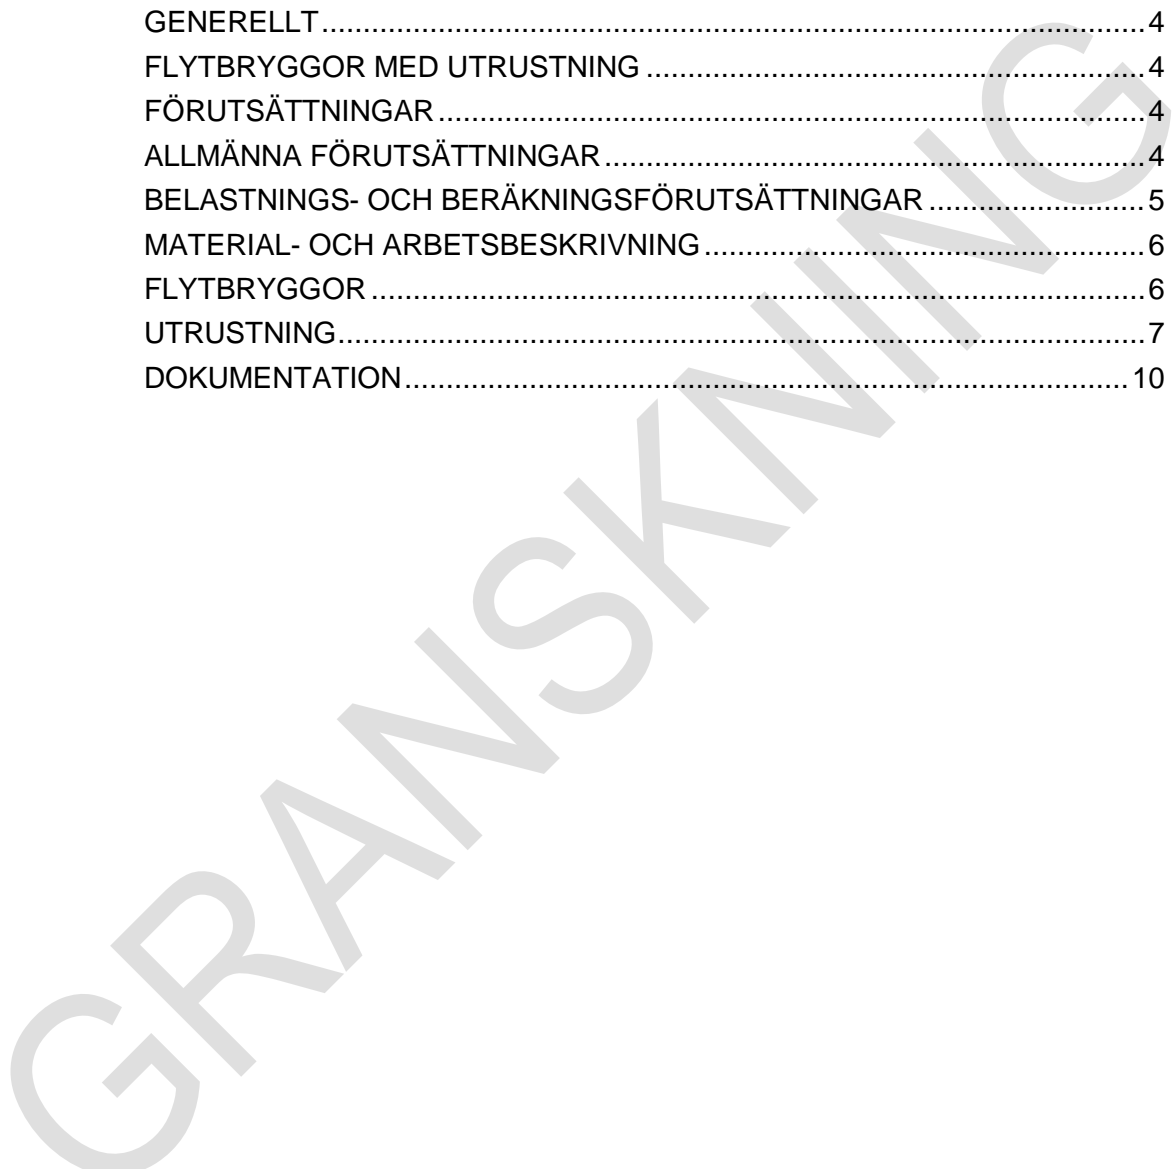 GENERELLT....................................................................................................4
FLYTBRYGGOR MED UTRUSTNING............................................................4
FÖRUTSÄTTNINGAR......................................................................................4
ALLMÄNNA FÖRUTSÄTTNINGAR.................................................................4
BELASTNINGS- OCH BERÄKNINGSFÖRUTSÄTTNINGAR..........................5
MATERIAL- OCH ARBETSBESKRIVNING.....................................................6
FLYTBRYGGOR..............................................................................................6
UTRUSTNING..................................................................................................7
DOKUMENTATION........................................................................................10
GRANSKNING